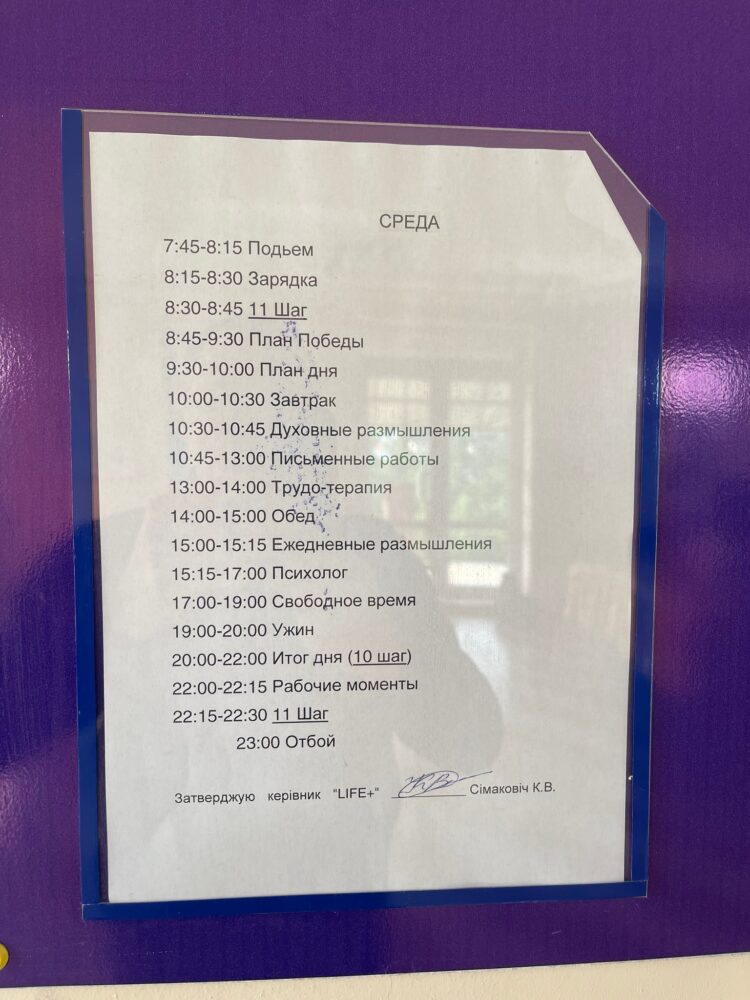 СРЕДА
7:45-8:15 Подьем
8:15-8:30 Зарядка
8:30-8:45 11 Шаг
8:45-9:30 План Победы
9:30-10:00 План дня
10:00-10:30 Завтрак
10:30-10:45 Духовные размышления
10:45-13:00 Письменные работы
13:00-14:00 Трудо-терапия
14:00-15:00 Обед
15:00-15:15 Ежедневные размышления
15:15-17:00 Психолог
17:00-19:00 Свободное время
19:00-20:00 Ужин
20:00-22:00 Итог дня (10 шаг)
22:00-22:15 Рабочие моменты
22:15-22:30 11 Шаг
23:00 Отбой
Затверджую керівник "LIFE+" Сімаковіч К.В.